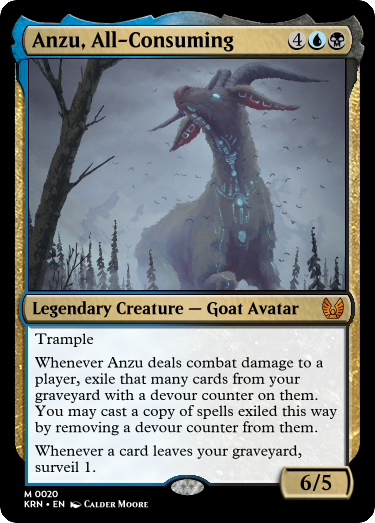 Anzu, All-Consuming 4
Legendary Creature — Goat Avatar
Trample
Whenever Anzu deals combat damage to a
player, exile that many cards from your
graveyard with a devour counter on them.
You may cast a copy of spells exiled this way
by removing a devour counter from them.
Whenever a card leaves your graveyard,
surveil 1.
6/5
M 0020
KRN • EN Calder Moore